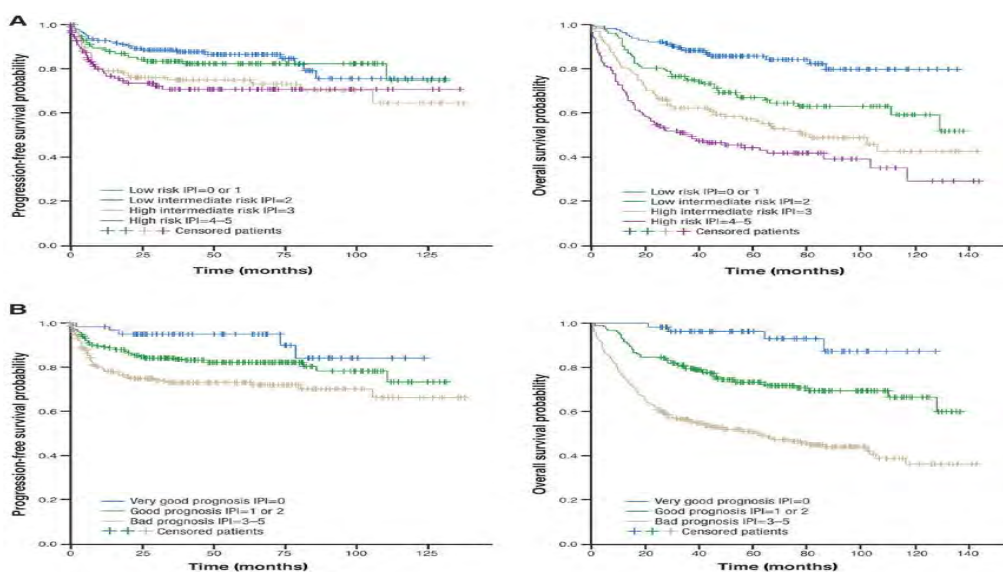 A
Progression-free survival probability
1.0
0.8
0.6
0.4
0.2
0.0
Low risk IPI=0 or 1
Low intermediate risk IPI=2
High intermediate risk IPI=3
High risk IPI=4–5
Censored patients
0 25 50 75 100 125
Time (months)
Overall survival probability
1.0
0.8
0.6
0.4
0.2
0.0
Low risk IPI=0 or 1
Low intermediate risk IPI=2
High intermediate risk IPI=3
High risk IPI=4–5
Censored patients
0 20 40 60 80 100 120 140
Time (months)
B
Progression-free survival probability
1.0
0.8
0.6
0.4
0.2
0.0
Very good prognosis IPI=0
Good prognosis IPI=1 or 2
Bad prognosis IPI=3–5
Censored patients
0 25 50 75 100 125
Time (months)
Overall survival probability
1.0
0.8
0.6
0.4
0.2
0.0
Very good prognosis IPI=0
Good prognosis IPI=1 or 2
Bad prognosis IPI=3–5
Censored patients
0 20 40 60 80 100 120 140
Time (months)